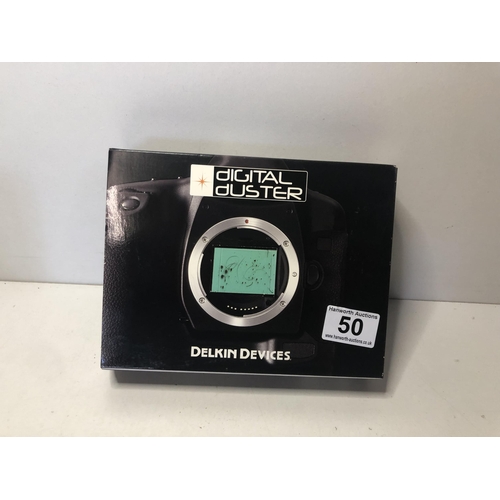 digital
duster
Hanworth Auctions
50
www.hanworth-auctions.co.uk
DELKIN DEVICES